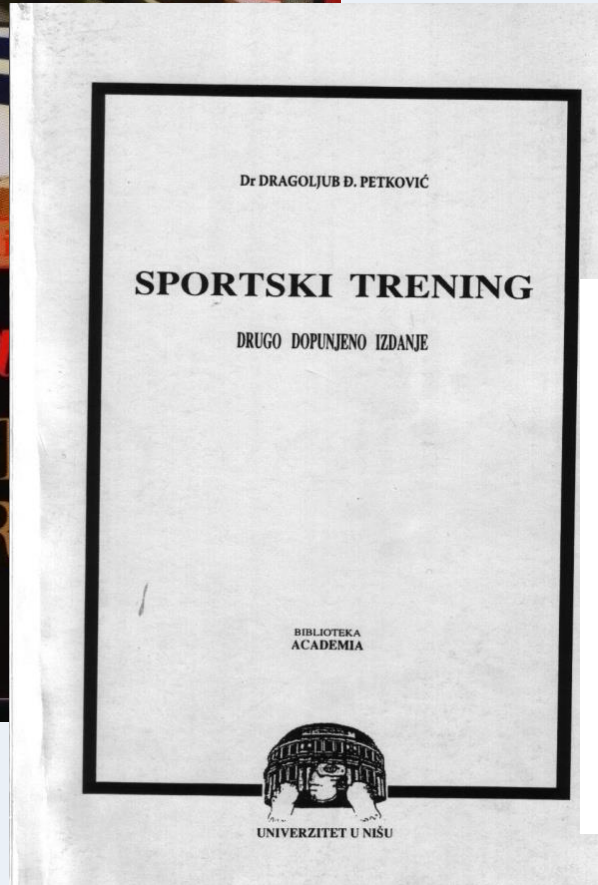 Dr DRAGOLJUB Đ. PETKOVIĆ
SPORTSKI TRENING
DRUGO DOPUNJENO IZDANJE
BIBLIOTEKA
ACADEMIA
UNIVERZITET U NIŠU